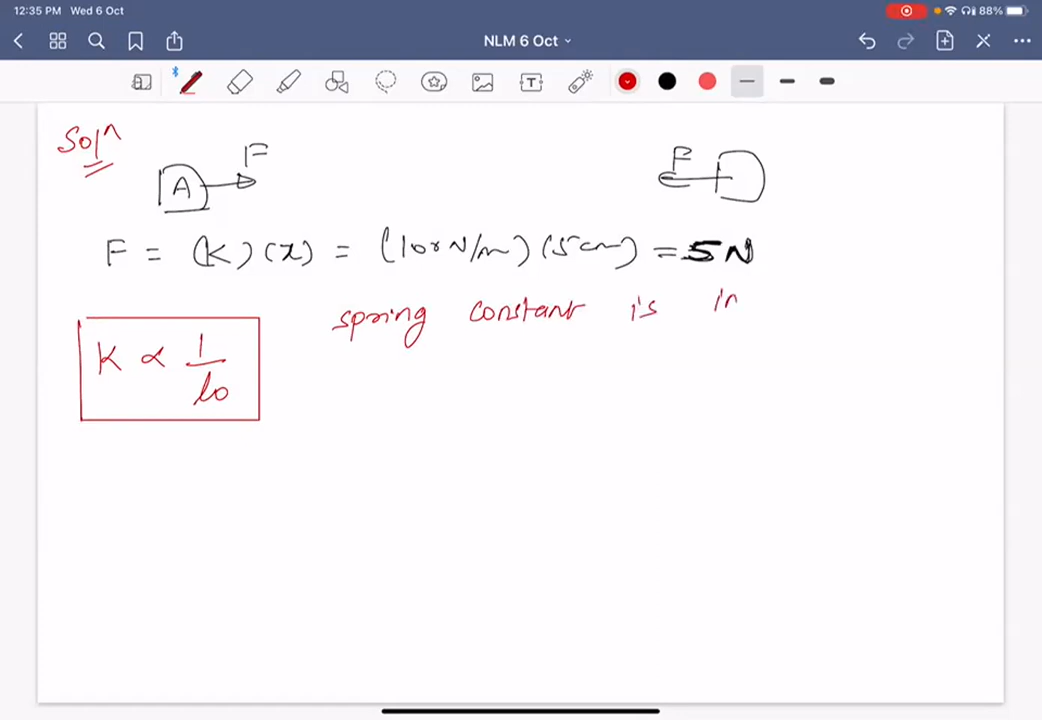 12:35 PM Wed 6 Oct
88%
NLM 6 Oct
T
Solⁿ
F
F
A
F = (K)(x) = (100N/m)(5cm) = 5N
spring constant is in
K ∝ 1/l0